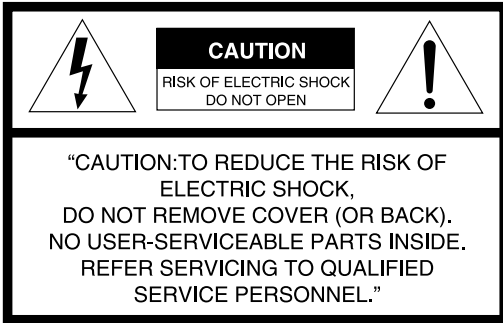 CAUTION
RISK OF ELECTRIC SHOCK
DO NOT OPEN
“CAUTION:TO REDUCE THE RISK OF
ELECTRIC SHOCK,
DO NOT REMOVE COVER (OR BACK).
NO USER-SERVICEABLE PARTS INSIDE.
REFER SERVICING TO QUALIFIED
SERVICE PERSONNEL.”